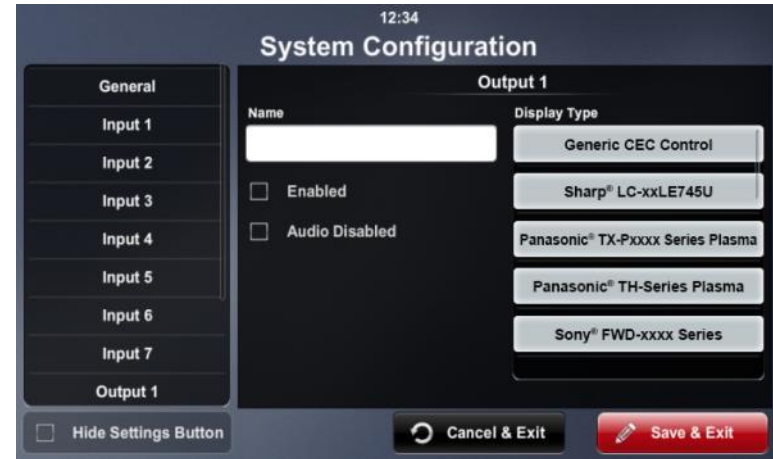 12:34
System Configuration
General
Input 1
Input 2
Input 3
Input 4
Input 5
Input 6
Input 7
Output 1
Hide Settings Button
Output 1
Name
Enabled
Audio Disabled
Display Type
Generic CEC Control
Sharp® LC-xxLE745U
Panasonic® TX-Pxxxx Series Plasma
Panasonic® TH-Series Plasma
Sony® FWD-xxxx Series
Cancel & Exit
Save & Exit